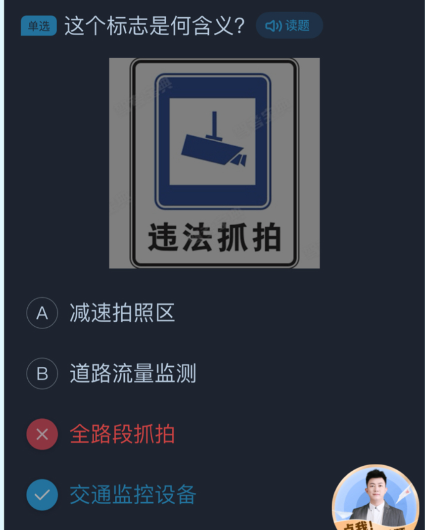 单选 这个标志是何含义? 读题
违法抓拍
A 减速拍照区
B 道路流量监测
全路段抓拍
交通监控设备
点我!